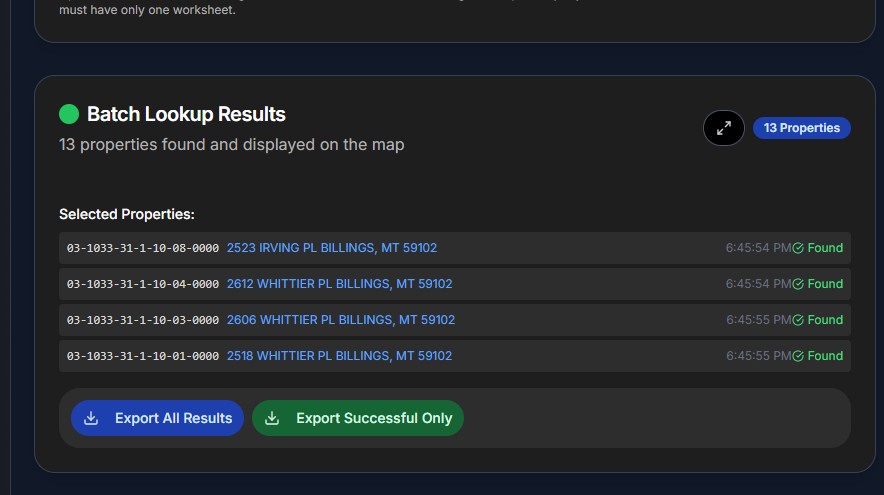 must have only one worksheet.
Batch Lookup Results
13 properties found and displayed on the map
13 Properties
Selected Properties:
03-1033-31-1-10-08-0000 2523 IRVING PL BILLINGS, MT 59102 6:45:54 PM Found
03-1033-31-1-10-04-0000 2612 WHITTIER PL BILLINGS, MT 59102 6:45:54 PM Found
03-1033-31-1-10-03-0000 2606 WHITTIER PL BILLINGS, MT 59102 6:45:55 PM Found
03-1033-31-1-10-01-0000 2518 WHITTIER PL BILLINGS, MT 59102 6:45:55 PM Found
Export All Results Export Successful Only